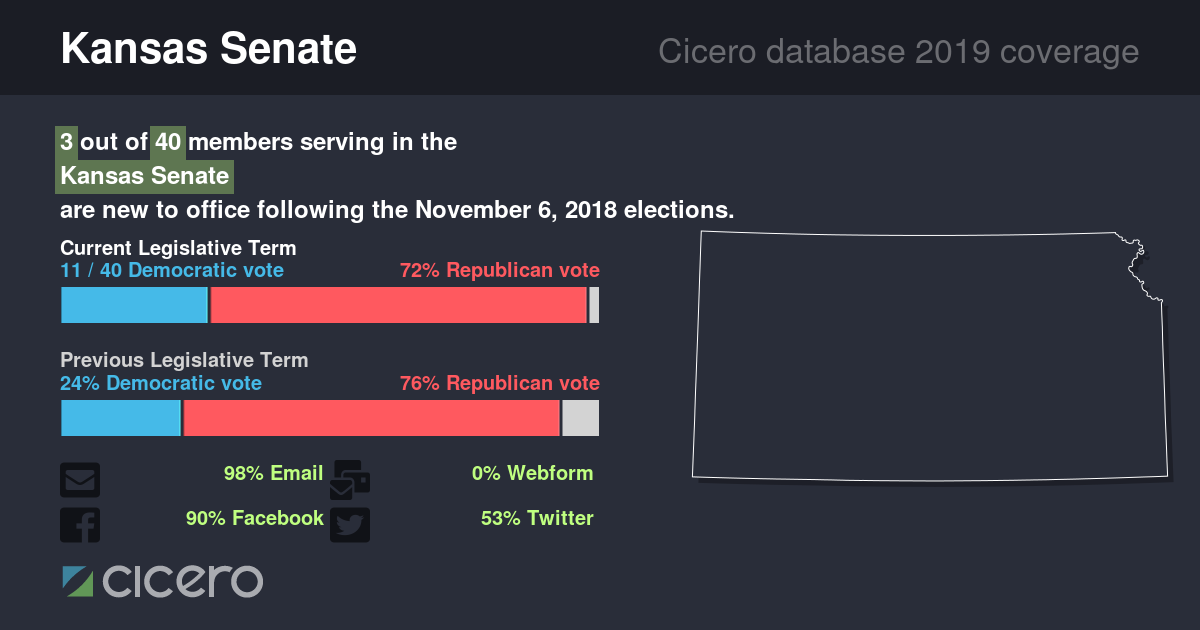 Kansas Senate
Cicero database 2019 coverage
3 out of 40 members serving in the
Kansas Senate
are new to office following the November 6, 2018 elections.
Current Legislative Term
11 / 40 Democratic vote
72% Republican vote
Previous Legislative Term
24% Democratic vote
76% Republican vote
98% Email
0% Webform
90% Facebook
53% Twitter
cicero